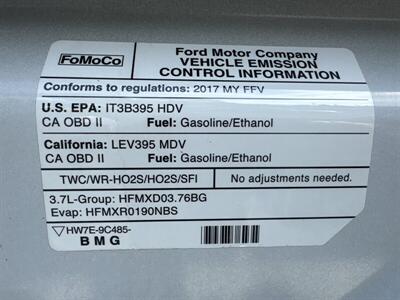 FoMoCo
Ford Motor Company
VEHICLE EMISSION
CONTROL INFORMATION
Conforms to regulations: 2017 MY FFV
U.S. EPA: IT3B395 HDV
CA OBD II Fuel: Gasoline/Ethanol
California: LEV395 MDV
CA OBD II Fuel: Gasoline/Ethanol
TWC/WR-HO2S/HO2S/SFI No adjustments needed.
3.7L-Group: HFMXD03.76BG
Evap: HFMXR0190NBS
HW7E-9C485-
BMG